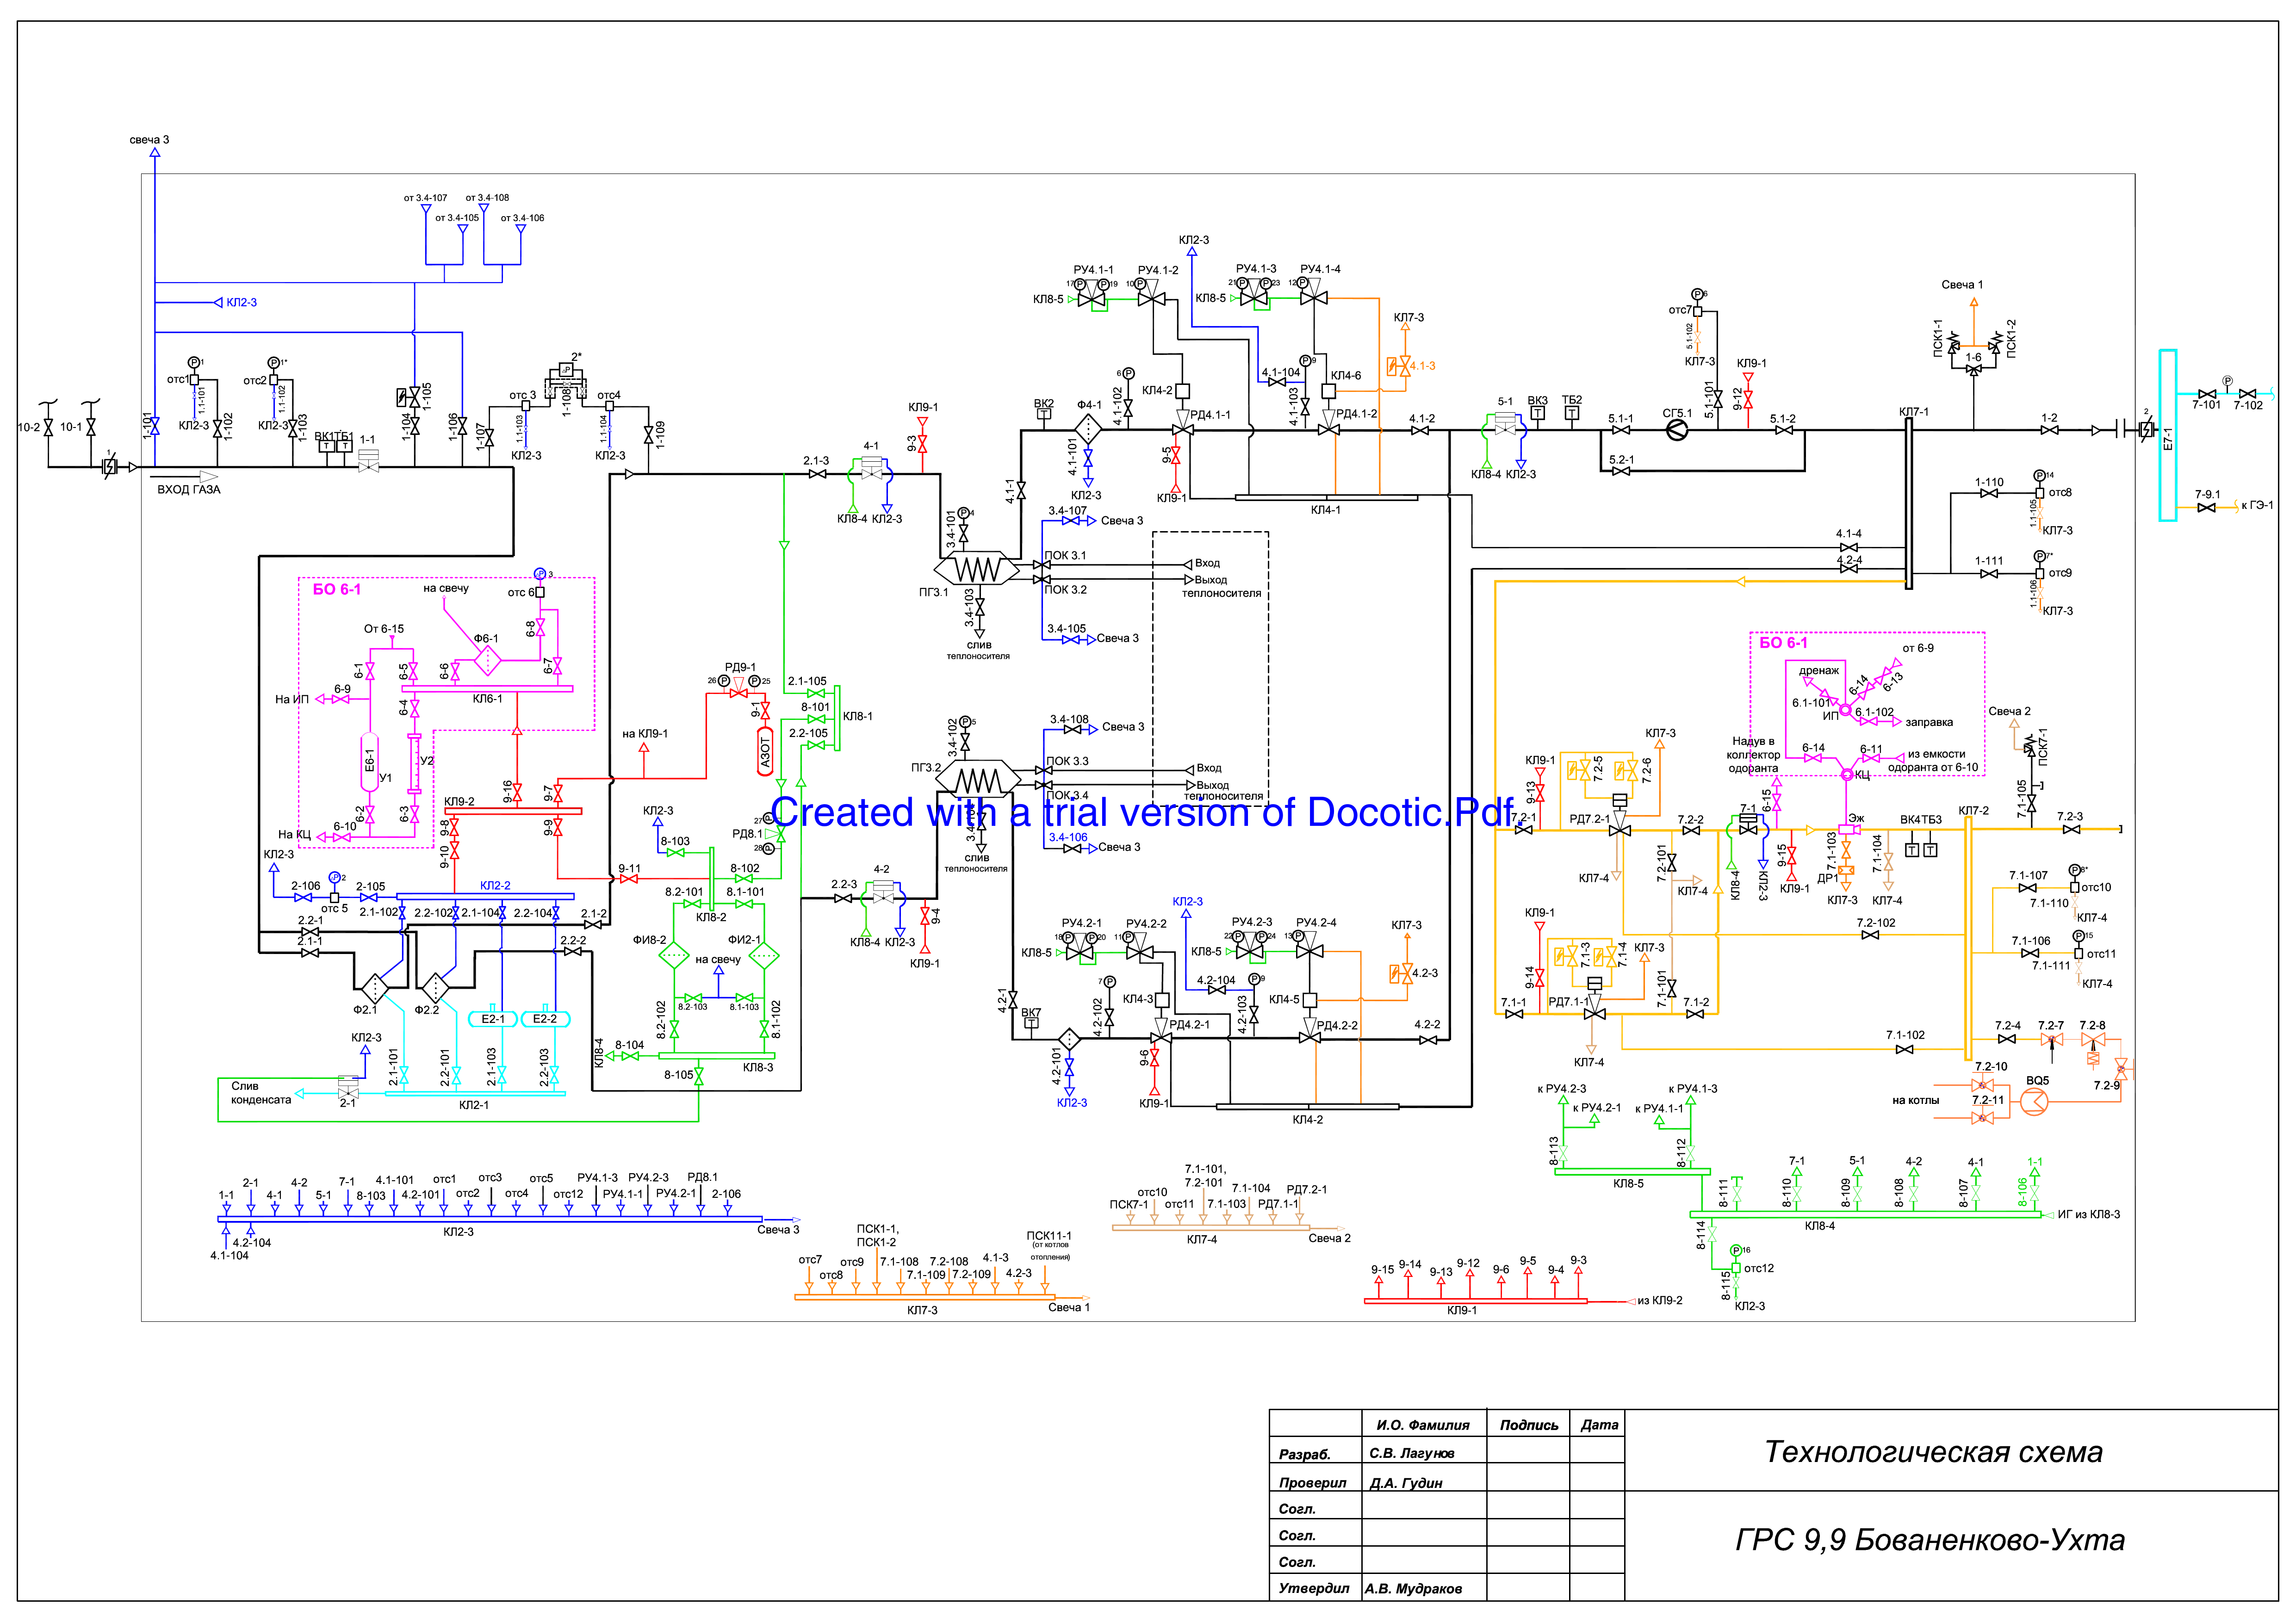 свеча 3
от 3.4-107
от 3.4-108
от 3.4-105
от 3.4-106
КЛ2-3
10-2
10-1
1
ВХОД ГАЗА
1-101
P1
отс1
1.1-101
КЛ2-3
1-102
P1*
отс2
1.1-102
КЛ2-3
1-103
ВК1
ТБ1
1-1
1-104
1-105
1-106
1-107
отс 3
1.1-103
КЛ2-3
2*
1-108
отс4
1.1-104
КЛ2-3
1-109
2.1-3
4-1
КЛ8-4
КЛ2-3
КЛ9-1
9-3
3.4-101
P4
ПГ3.1
3.4-103
слив
теплоносителя
3.4-107
Свеча 3
ПОК 3.1
ПОК 3.2
3.4-105
Свеча 3
Вход
Выход
теплоносителя
4.1-1
ВК2
Ф4-1
4.1-101
КЛ2-3
6 P
4.1-102
КЛ8-5
РУ4.1-1
17 P
P 19
РУ4.1-2
10 P
КЛ2-3
КЛ8-5
РУ4.1-3
21 P
P 23
РУ4.1-4
12 P
КЛ4-2
РД4.1-1
9-5
КЛ9-1
4.1-104
P9
4.1-103
КЛ4-6
РД4.1-2
КЛ7-3
4.1-3
4.1-2
КЛ4-1
5-1
КЛ8-4
КЛ2-3
ВК3
ТБ2
5.1-1
СГ5.1
5.2-1
P6
отс7
5.1-102
КЛ7-3
5.1-101
КЛ9-1
9-12
5.1-2
КЛ7-1
Свеча 1
ПСК1-1
ПСК1-2
1-6
1-2
2
Е7-1
P
7-101
7-102
7-9.1
к ГЭ-1
1-110
P14
отс8
1.1-105
КЛ7-3
1-111
P7*
отс9
1.1-106
КЛ7-3
4.1-4
4.2-4
БО 6-1
на свечу
P 3
отс 6
6-8
6-7
Ф6-1
6-6
От 6-15
6-1
6-5
КЛ6-1
На ИП
6-9
6-4
Е6-1
У1
У2
6-2
6-3
На КЦ
6-10
9-16
КЛ9-2
9-7
9-8
9-9
9-10
на КЛ9-1
РД9-1
26 P
P25
9-1
АЗОТ
2.1-105
8-101
2.2-105
КЛ8-1
9-11
КЛ2-3
8-103
27 P
РД8.1
28 P
8-102
КЛ8-2
8.2-101
8.1-101
ФИ8-2
ФИ2-1
на свечу
8.2-103
8.1-103
8.2-102
8.1-102
КЛ8-4
8-104
КЛ8-3
8-105
КЛ2-3
2-106
P2
отс 5
2-105
КЛ2-2
2.1-102
2.2-102
2.1-104
2.2-104
2.2-1
2.1-1
2.1-2
2.2-2
Ф2.1
Ф2.2
Е2-1
Е2-2
2.1-101
2.2-101
2.1-103
2.2-103
КЛ2-1
КЛ2-3
2-1
Слив
конденсата
3.4-102
P5
ПГ3.2
3.4-104
слив
теплоносителя
3.4-108
Свеча 3
ПОК 3.3
ПОК 3.4
3.4-106
Свеча 3
Вход
Выход
теплоносителя
Created with a trial version of Docotic.Pdf.
2.2-3
4-2
КЛ8-4
КЛ2-3
9-4
КЛ9-1
4.2-1
ВК7
4.2-101
КЛ2-3
7 P
4.2-102
КЛ8-5
РУ4.2-1
18 P
P20
РУ4.2-2
11 P
КЛ2-3
КЛ8-5
РУ4.2-3
22 P
P 24
РУ4.2-4
13 P
КЛ4-3
РД4.2-1
9-6
КЛ9-1
4.2-104
P9
4.2-103
КЛ4-5
РД4.2-2
КЛ7-3
4.2-3
4.2-2
КЛ4-2
БО 6-1
дренаж
от 6-9
6-14
6-13
6.1-101
ИП
6.1-102
заправка
Надув в
коллектор
одоранта
6-14
6-11
из емкости
одоранта от 6-10
КЦ
6-15
КЛ9-1
9-13
7.2-5
7.2-6
КЛ7-3
7.2-1
РД7.2-1
КЛ7-4
7.2-2
7.2-101
КЛ7-4
7-1
КЛ8-4
КЛ2-3
9-15
КЛ9-1
Эж
7.1-103
ДР1
КЛ7-3
7.1-104
КЛ7-4
ВК4
ТБ3
КЛ7-2
Свеча 2
ПСК7-1
7.1-105
7.2-3
КЛ9-1
9-14
7.1-3
7.1-4
КЛ7-3
7.1-1
РД7.1-1
КЛ7-4
7.1-101
7.1-2
7.2-102
7.1-102
7.1-107
P8*
отс10
7.1-110
КЛ7-4
7.1-106
P15
отс11
7.1-111
КЛ7-4
7.2-4
7.2-7
7.2-8
7.2-9
7.2-10
на котлы
7.2-11
BQ5
к РУ4.2-3
к РУ4.2-1
к РУ4.1-3
к РУ4.1-1
8-113
8-112
КЛ8-5
8-111
7-1
8-110
5-1
8-109
4-2
8-108
4-1
8-107
1-1
8-106
ИГ из КЛ8-3
КЛ8-4
8-114
P16
отс12
8-115
КЛ2-3
1-1
2-1
4-1
4-2
5-1
7-1
8-103
4.1-101
4.2-101
отс1
отс2
отс3
отс4
отс5
отс12
РУ4.1-3
РУ4.1-1
РУ4.2-3
РУ4.2-1
РД8.1
2-106
4.1-104
4.2-104
КЛ2-3
Свеча 3
отс7
отс8
отс9
ПСК1-1,
ПСК1-2
7.1-108
7.1-109
7.2-108
7.2-109
4.1-3
4.2-3
ПСК11-1
(от котлов
отопления)
КЛ7-3
Свеча 1
ПСК7-1
отс10
отс11
7.1-101,
7.2-101
7.1-103
7.1-104
РД7.1-1
РД7.2-1
КЛ7-4
Свеча 2
9-15
9-14
9-13
9-12
9-6
9-5
9-4
9-3
КЛ9-1
из КЛ9-2
И.О. Фамилия
Подпись
Дата
Разраб.
С.В. Лагунов
Проверил
Д.А. Гудин
Согл.
Согл.
Согл.
Утвердил
А.В. Мудраков
Технологическая схема
ГРС 9,9 Бованенково-Ухта